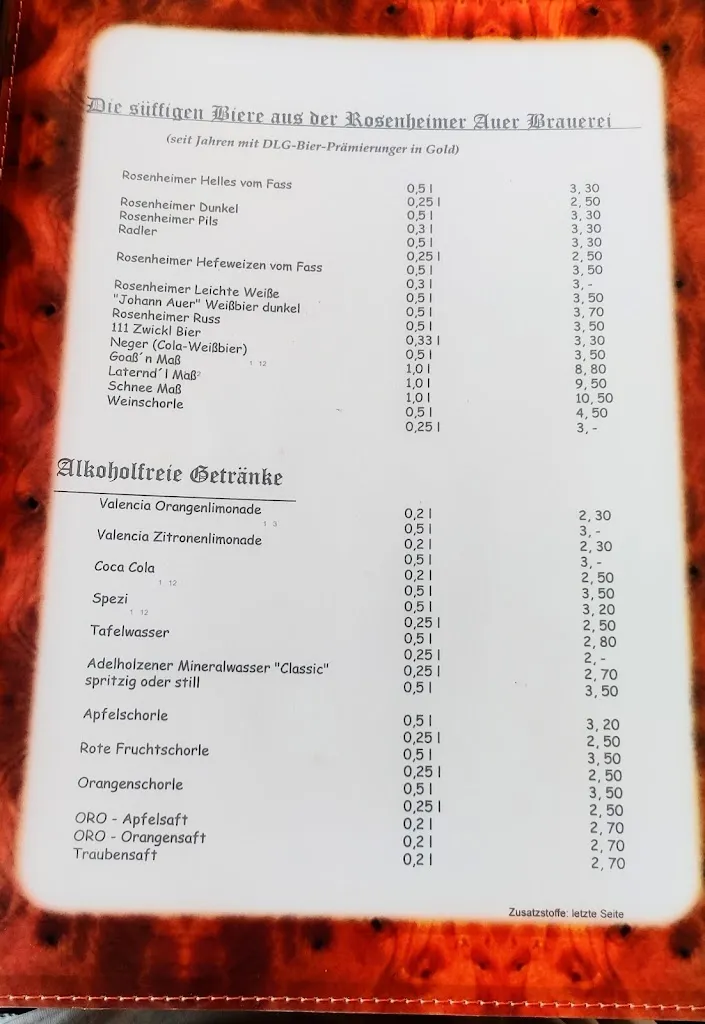 Die süffigen Biere aus der Rosenheimer Auer Brauerei
(seit Jahren mit DLG-Bier-Prämierunger in Gold)
Rosenheimer Helles vom Fass 0,5 l 3,30
0,25 l 2,50
Rosenheimer Dunkel 0,5 l 3,30
Rosenheimer Pils 0,3 l 3,30
Radler 0,5 l 3,30
0,25 l 2,50
Rosenheimer Hefeweizen vom Fass 0,5 l 3,50
0,3 l 3,-
Rosenheimer Leichte Weiße 0,5 l 3,50
"Johann Auer" Weißbier dunkel 0,5 l 3,70
Rosenheimer Russ 0,5 l 3,50
111 Zwickl Bier 0,33 l 3,30
Neger (Cola-Weißbier) 0,5 l 3,50
Goaß´n Maß 1 12 1,0 l 8,80
Laternd´l Maß² 1,0 l 9,50
Schnee Maß 1,0 l 10,50
Weinschorle 0,5 l 4,50
0,25 l 3,-
Alkoholfreie Getränke
Valencia Orangenlimonade 0,2 l 2,30
1 3 0,5 l 3,-
Valencia Zitronenlimonade 0,2 l 2,30
0,5 l 3,-
Coca Cola 0,2 l 2,50
1 12 0,5 l 3,50
Spezi 0,5 l 3,20
1 12 0,25 l 2,50
Tafelwasser 0,5 l 2,80
0,25 l 2,-
Adelholzener Mineralwasser "Classic" 0,25 l 2,70
spritzig oder still 0,5 l 3,50
Apfelschorle 0,5 l 3,20
0,25 l 2,50
Rote Fruchtschorle 0,5 l 3,50
0,25 l 2,50
Orangenschorle 0,5 l 3,50
0,25 l 2,50
ORO - Apfelsaft 0,2 l 2,70
ORO - Orangensaft 0,2 l 2,70
Traubensaft 0,2 l 2,70
Zusatzstoffe: letzte Seite